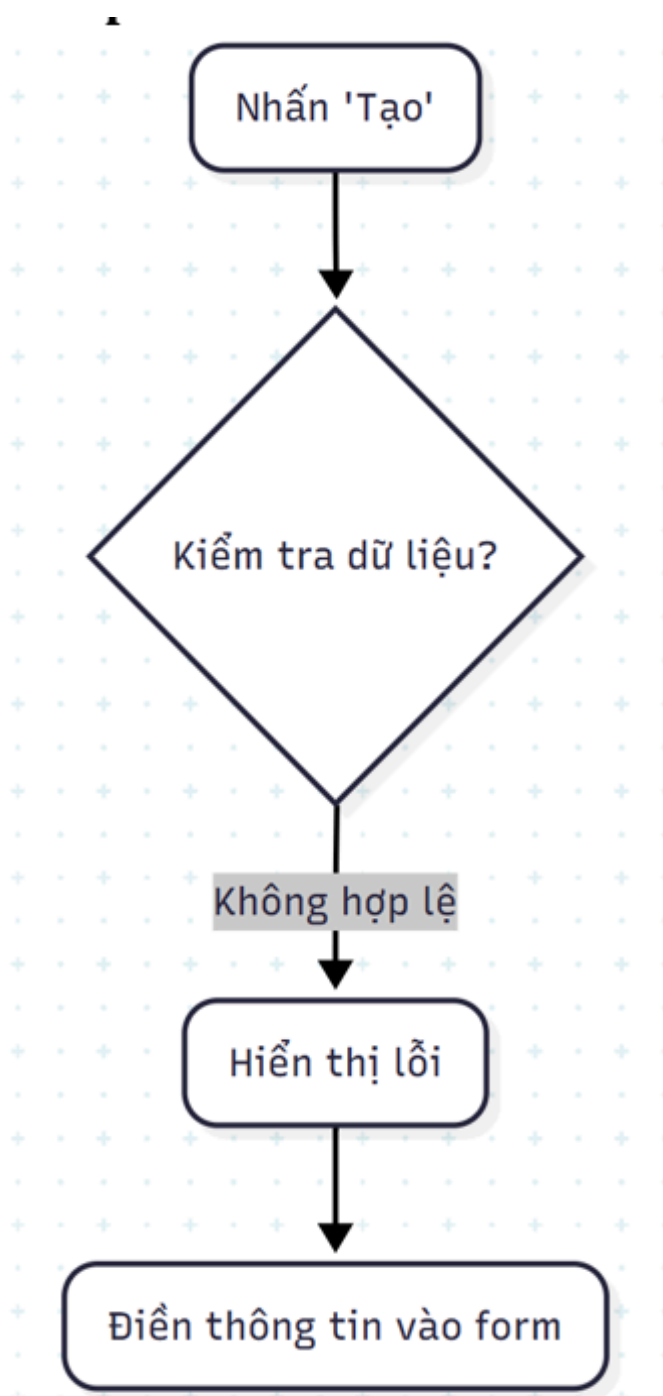 Nhấn 'Tạo'
Kiểm tra dữ liệu?
Không hợp lệ
Hiển thị lỗi
Điền thông tin vào form